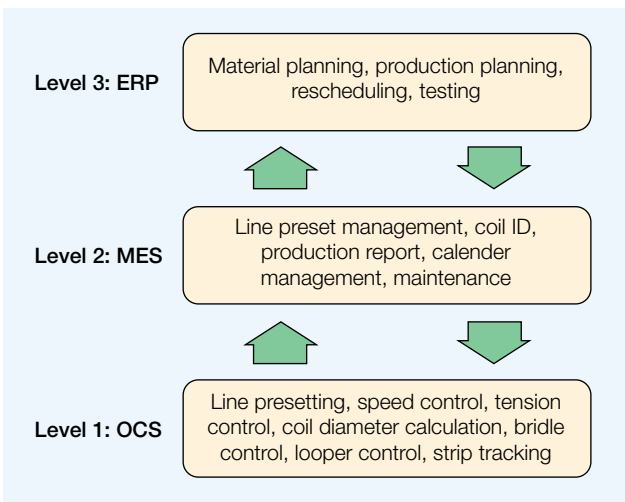 Level 3: ERP
Material planning, production planning,
rescheduling, testing
Level 2: MES
Line preset management, coil ID,
production report, calender
management, maintenance
Level 1: OCS
Line presetting, speed control, tension
control, coil diameter calculation, bridle
control, looper control, strip tracking